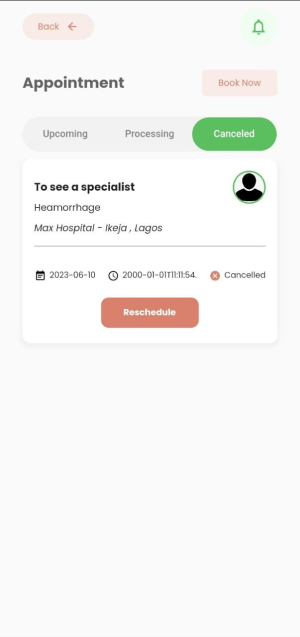 Back
Appointment
Book Now
Upcoming Processing Canceled
To see a specialist
Heamorrhage
Max Hospital - Ikeja , Lagos
2023-06-10 2000-01-01T11:11:54. Cancelled
Reschedule